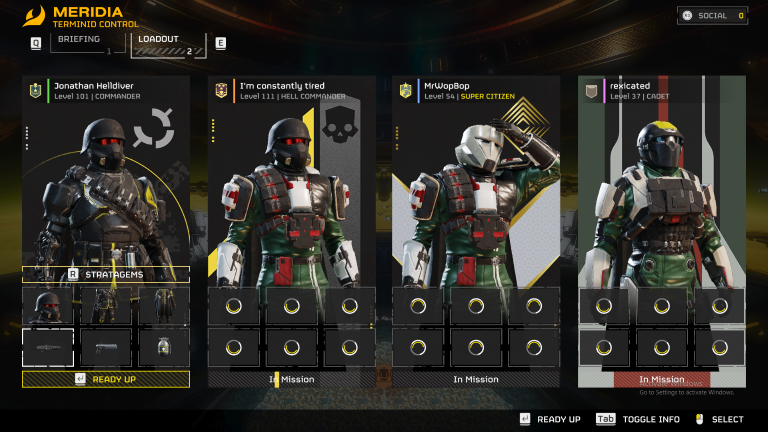 MERIDIA
TERMINID CONTROL
SOCIAL 0
Q
BRIEFING
1
LOADOUT
2
E
Jonathan Helldiver
Level 101 | COMMANDER
I'm constantly tired
Level 111 | HELL COMMANDER
MrWopBop
Level 54 | SUPER CITIZEN
rexicated
Level 37 | CADET
R STRATAGEMS
READY UP
In Mission
In Mission
In Mission
Go to Settings to activate Windows.
READY UP
Tab TOGGLE INFO
SELECT